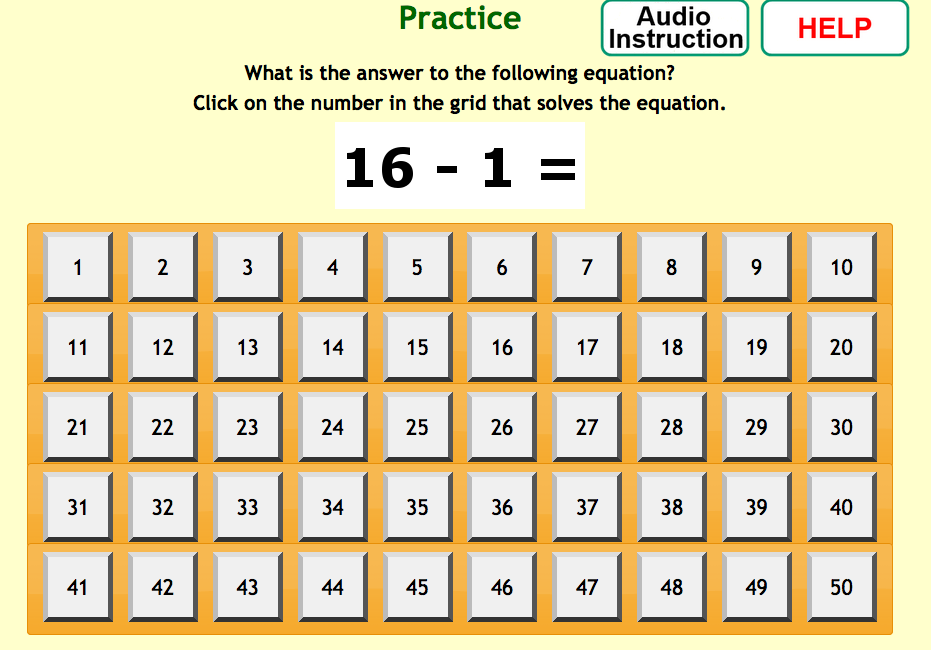 Practice
Audio
Instruction
HELP
What is the answer to the following equation?
Click on the number in the grid that solves the equation.
16 - 1 =
1 2 3 4 5 6 7 8 9 10
11 12 13 14 15 16 17 18 19 20
21 22 23 24 25 26 27 28 29 30
31 32 33 34 35 36 37 38 39 40
41 42 43 44 45 46 47 48 49 50